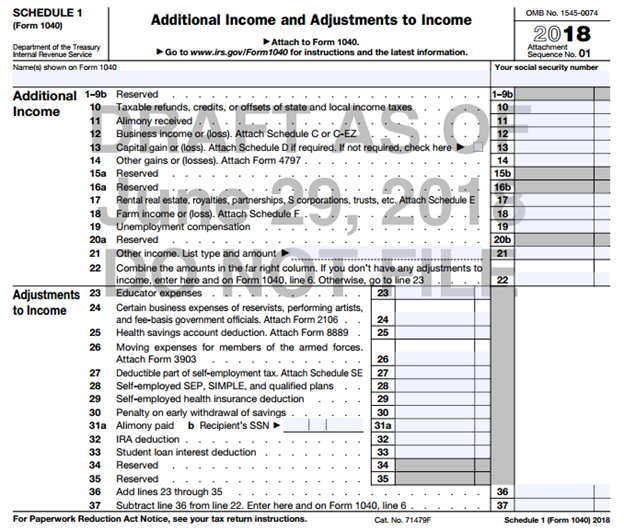 SCHEDULE 1
(Form 1040)
Department of the Treasury
Internal Revenue Service
Additional Income and Adjustments to Income
▶ Attach to Form 1040.
▶ Go to www.irs.gov/Form1040 for instructions and the latest information.
OMB No. 1545-0074
2018
Attachment
Sequence No. 01
Name(s) shown on Form 1040
Your social security number
DRAFT AS OF
June 29, 2018
DO NOT FILE
Additional
Income
1–9b Reserved 1–9b
10 Taxable refunds, credits, or offsets of state and local income taxes 10
11 Alimony received 11
12 Business income or (loss). Attach Schedule C or C-EZ 12
13 Capital gain or (loss). Attach Schedule D if required. If not required, check here ▶ 13
14 Other gains or (losses). Attach Form 4797 14
15a Reserved 15b
16a Reserved 16b
17 Rental real estate, royalties, partnerships, S corporations, trusts, etc. Attach Schedule E 17
18 Farm income or (loss). Attach Schedule F 18
19 Unemployment compensation 19
20a Reserved 20b
21 Other income. List type and amount ▶ 21
22 Combine the amounts in the far right column. If you don't have any adjustments to
income, enter here and on Form 1040, line 6. Otherwise, go to line 23 22
Adjustments
to Income
23 Educator expenses 23
24 Certain business expenses of reservists, performing artists,
and fee-basis government officials. Attach Form 2106 24
25 Health savings account deduction. Attach Form 8889 25
26 Moving expenses for members of the armed forces.
Attach Form 3903 26
27 Deductible part of self-employment tax. Attach Schedule SE 27
28 Self-employed SEP, SIMPLE, and qualified plans 28
29 Self-employed health insurance deduction 29
30 Penalty on early withdrawal of savings 30
31a Alimony paid b Recipient's SSN ▶ 31a
32 IRA deduction 32
33 Student loan interest deduction 33
34 Reserved 34
35 Reserved 35
36 Add lines 23 through 35 36
37 Subtract line 36 from line 22. Enter here and on Form 1040, line 6 37
For Paperwork Reduction Act Notice, see your tax return instructions.
Cat. No. 71479F
Schedule 1 (Form 1040) 2018